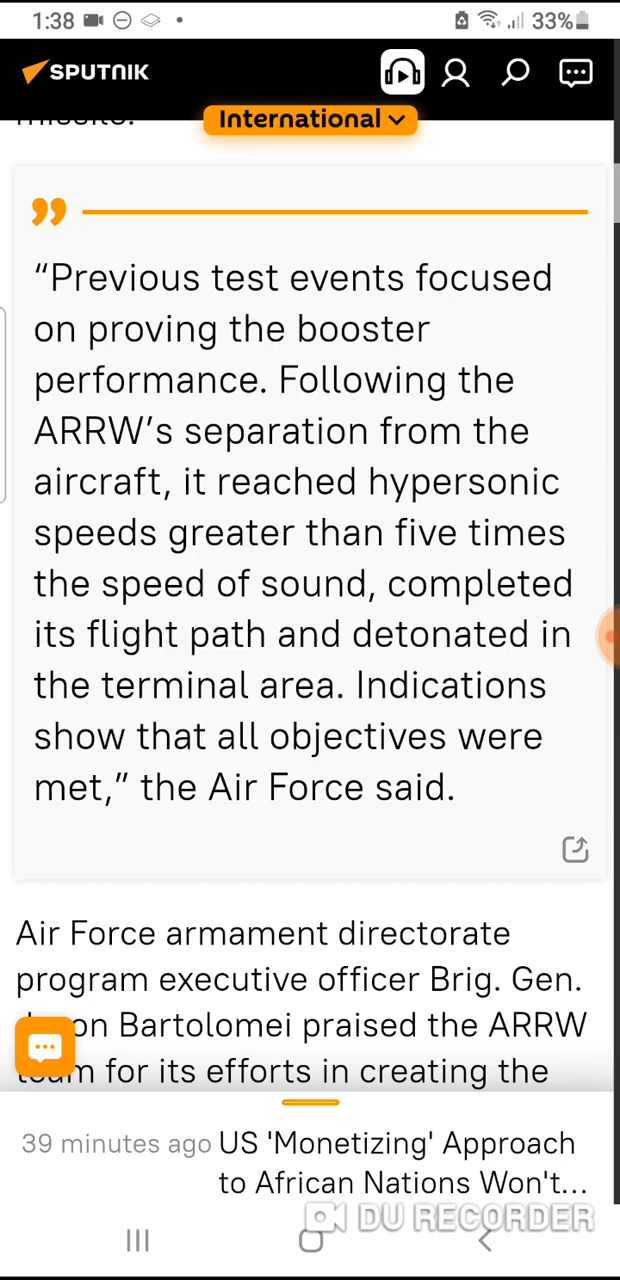 1:38
33%
SPUTNIK
missile.
International
“Previous test events focused
on proving the booster
performance. Following the
ARRW’s separation from the
aircraft, it reached hypersonic
speeds greater than five times
the speed of sound, completed
its flight path and detonated in
the terminal area. Indications
show that all objectives were
met,” the Air Force said.
Air Force armament directorate
program executive officer Brig. Gen.
on Bartolomei praised the ARRW
team for its efforts in creating the
39 minutes ago US 'Monetizing' Approach
to African Nations Won't...
DU RECORDER